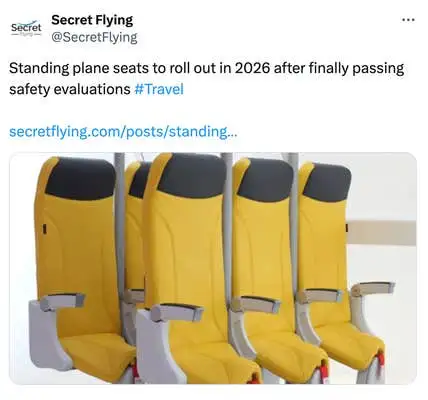 Secret Flying
@SecretFlying
Secret
Flying
Standing plane seats to roll out in 2026 after finally passing
safety evaluations #Travel
secretflying.com/posts/standing...